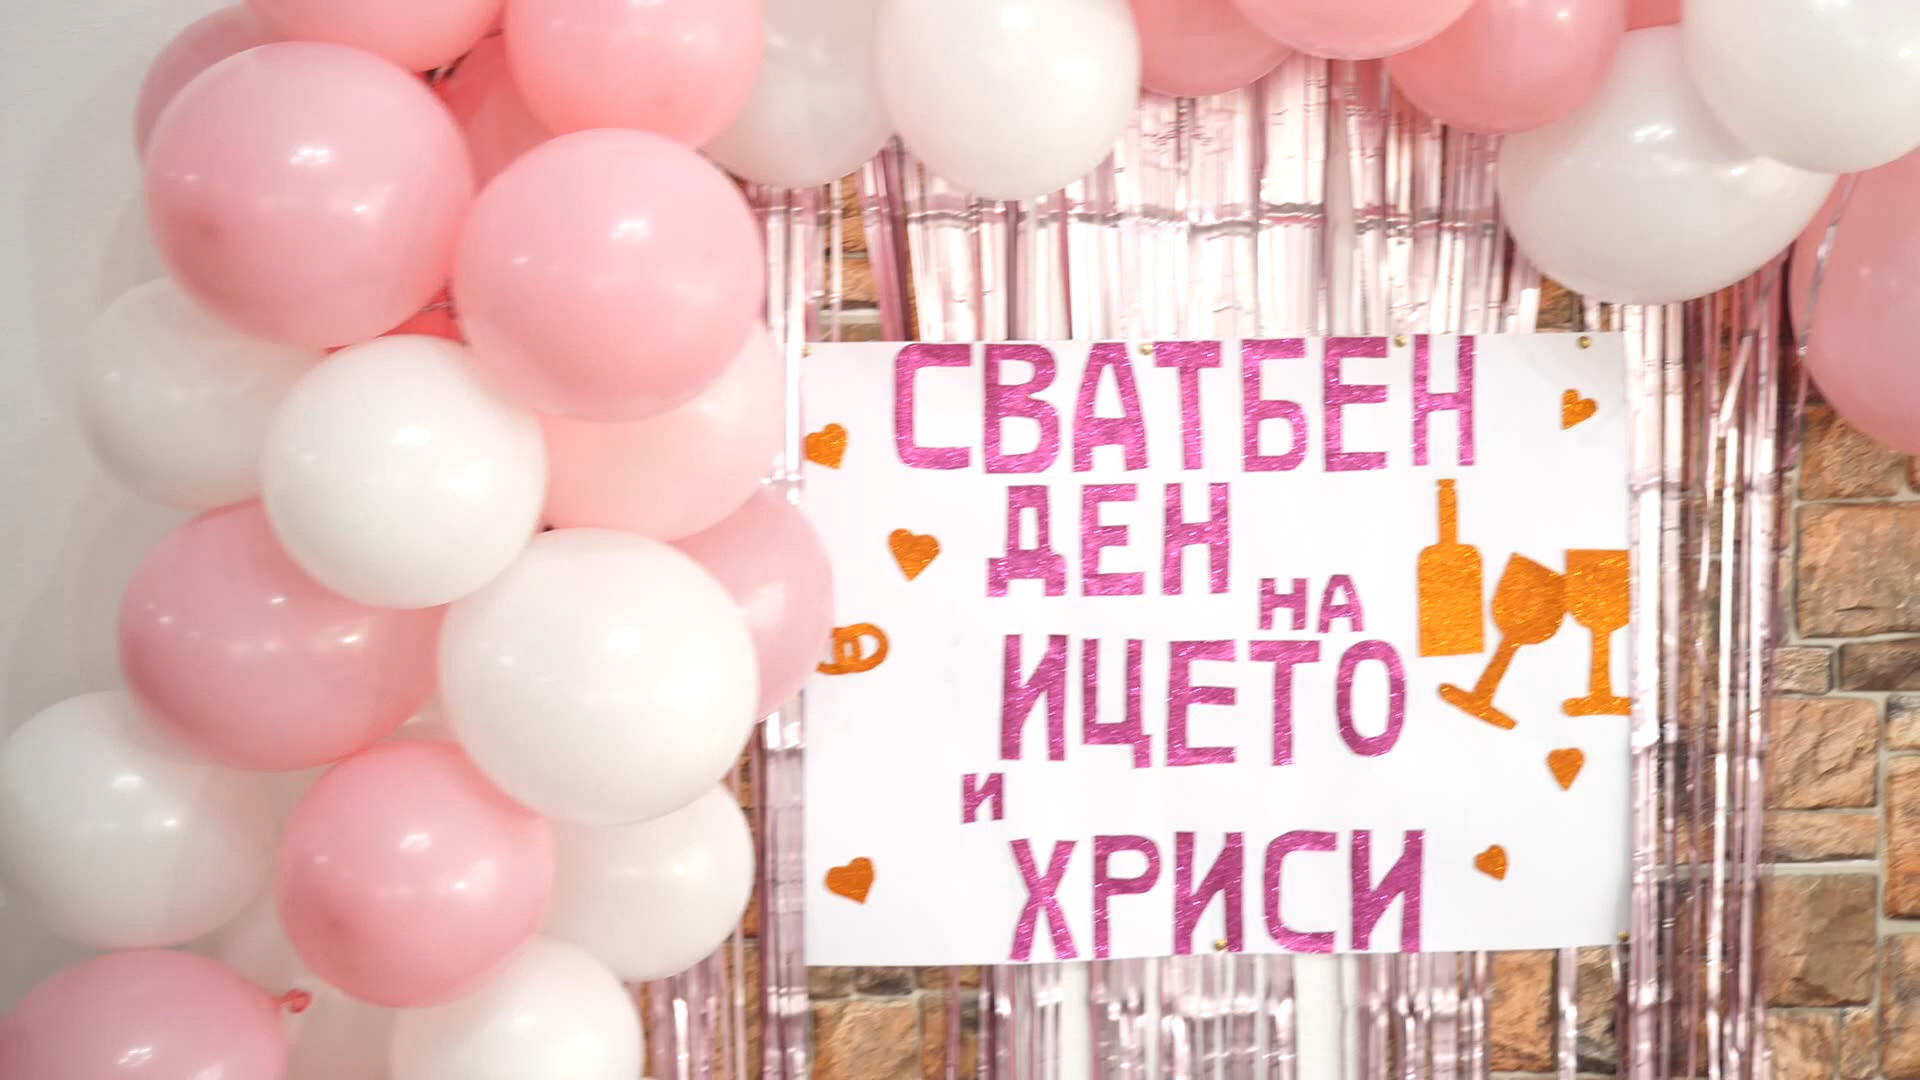 СВАТБЕН
ДЕН
НА
ИЦЕТО
И
ХРИСИ